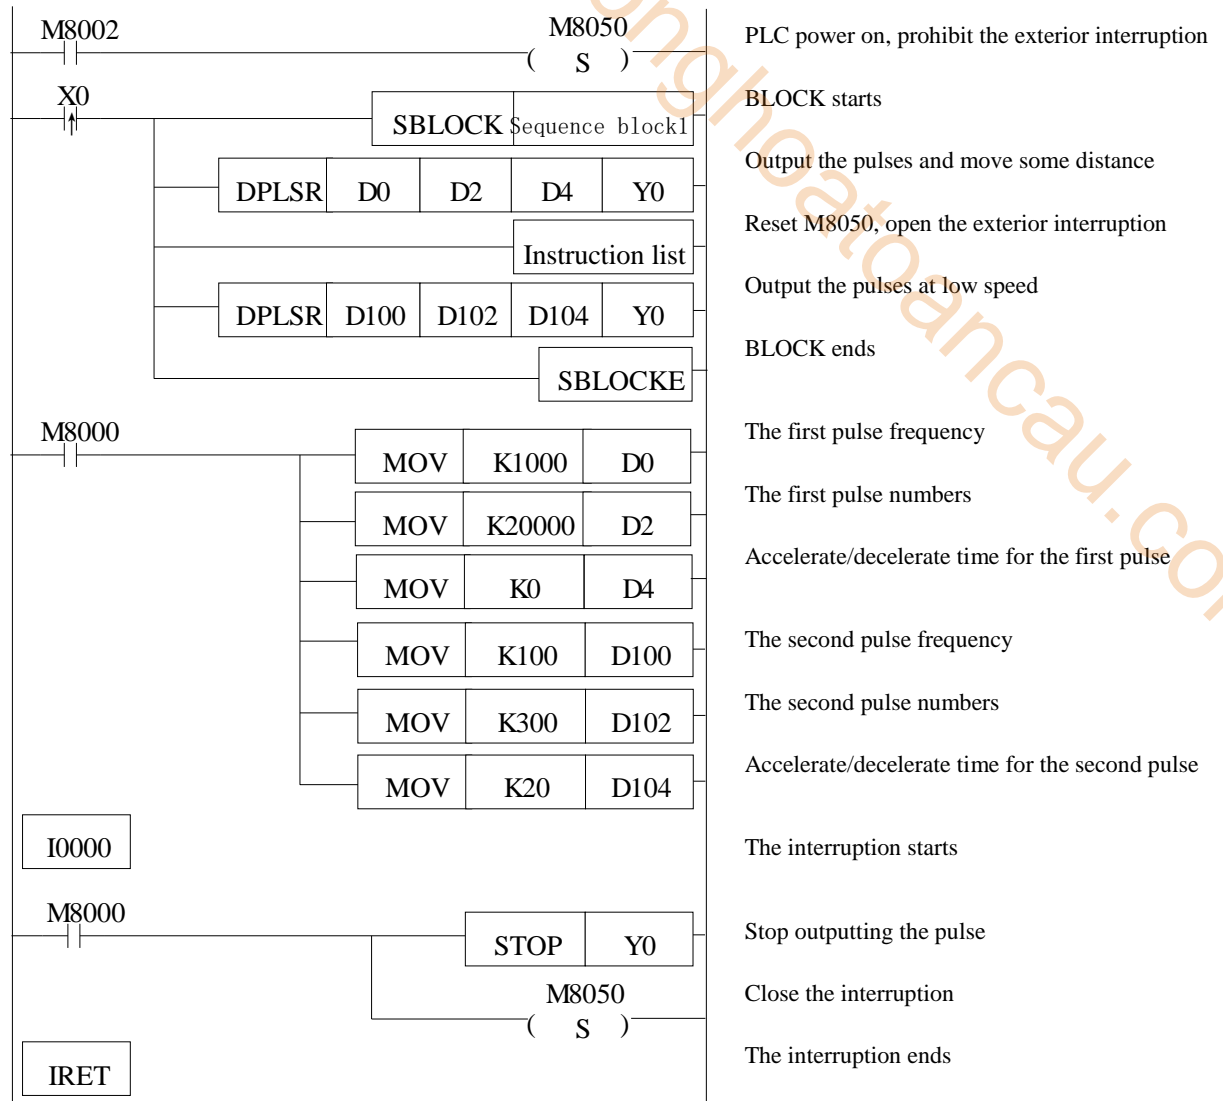 M8002
M8050
( S )
PLC power on, prohibit the exterior interruption
X0
SBLOCK Sequence block1
BLOCK starts
DPLSR D0 D2 D4 Y0
Output the pulses and move some distance
Instruction list
Reset M8050, open the exterior interruption
DPLSR D100 D102 D104 Y0
Output the pulses at low speed
SBLOCKE
BLOCK ends
M8000
MOV K1000 D0
The first pulse frequency
MOV K20000 D2
The first pulse numbers
MOV K0 D4
Accelerate/decelerate time for the first pulse
MOV K100 D100
The second pulse frequency
MOV K300 D102
The second pulse numbers
MOV K20 D104
Accelerate/decelerate time for the second pulse
I0000
The interruption starts
M8000
STOP Y0
Stop outputting the pulse
M8050
( S )
Close the interruption
IRET
The interruption ends